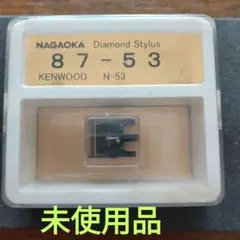 NAGAOKA Diamond Stylus
87-53
KENWOOD N-53
未使用品